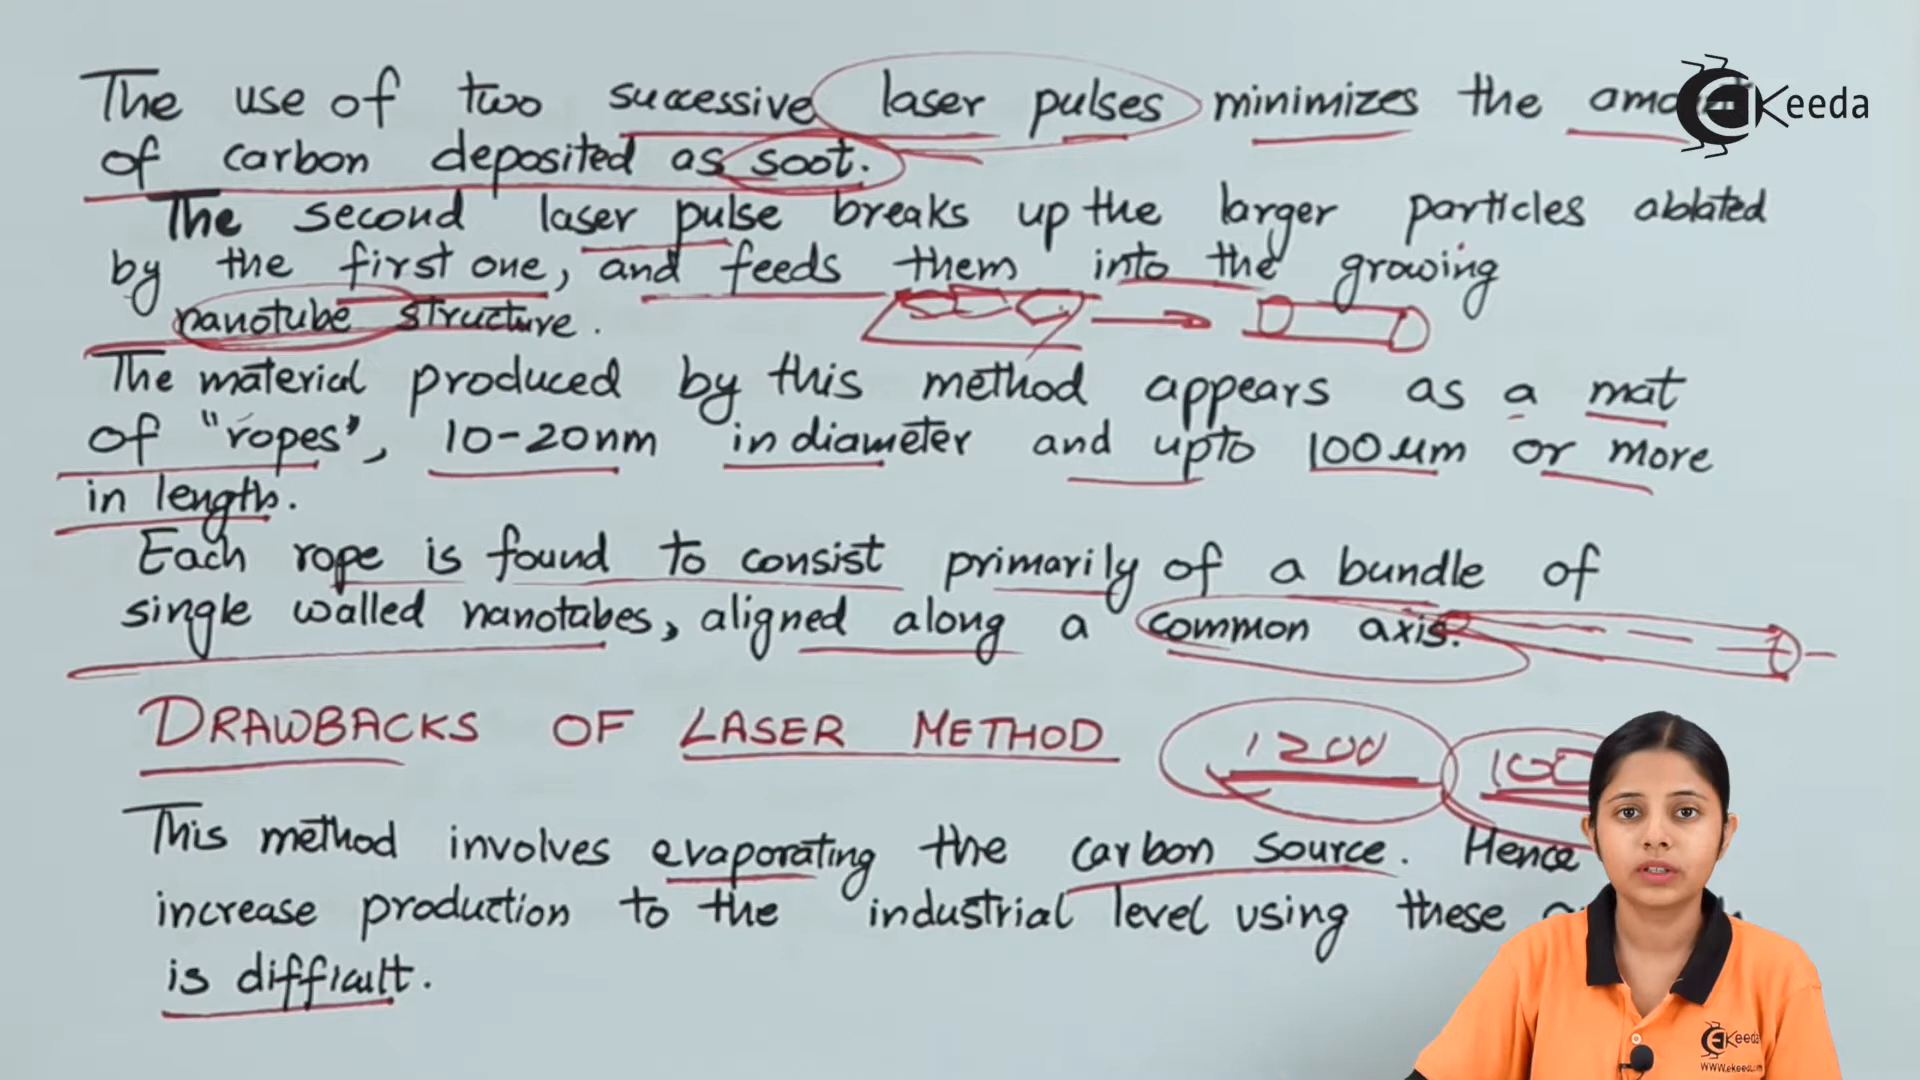 The use of two successive laser pulses minimizes the
Keeda
of carbon deposited as soot.
The second laser pulse breaks up the larger particles ablated
by the first one, and feeds them into the growing
nanotube structure.
The material produced by this method appears as a mat
of "ropes", 10-20nm in diameter and upto 100 μm or more
in length.
Each rope is found to consist primarily of a bundle of
single walled nanotabes, aligned along a common axis.
DRAWBACKS OF LASER METHOD
1200
This method involves evaporating the carbon source. Hence
increase production to the industrial level using these
is difficult.
Keeda